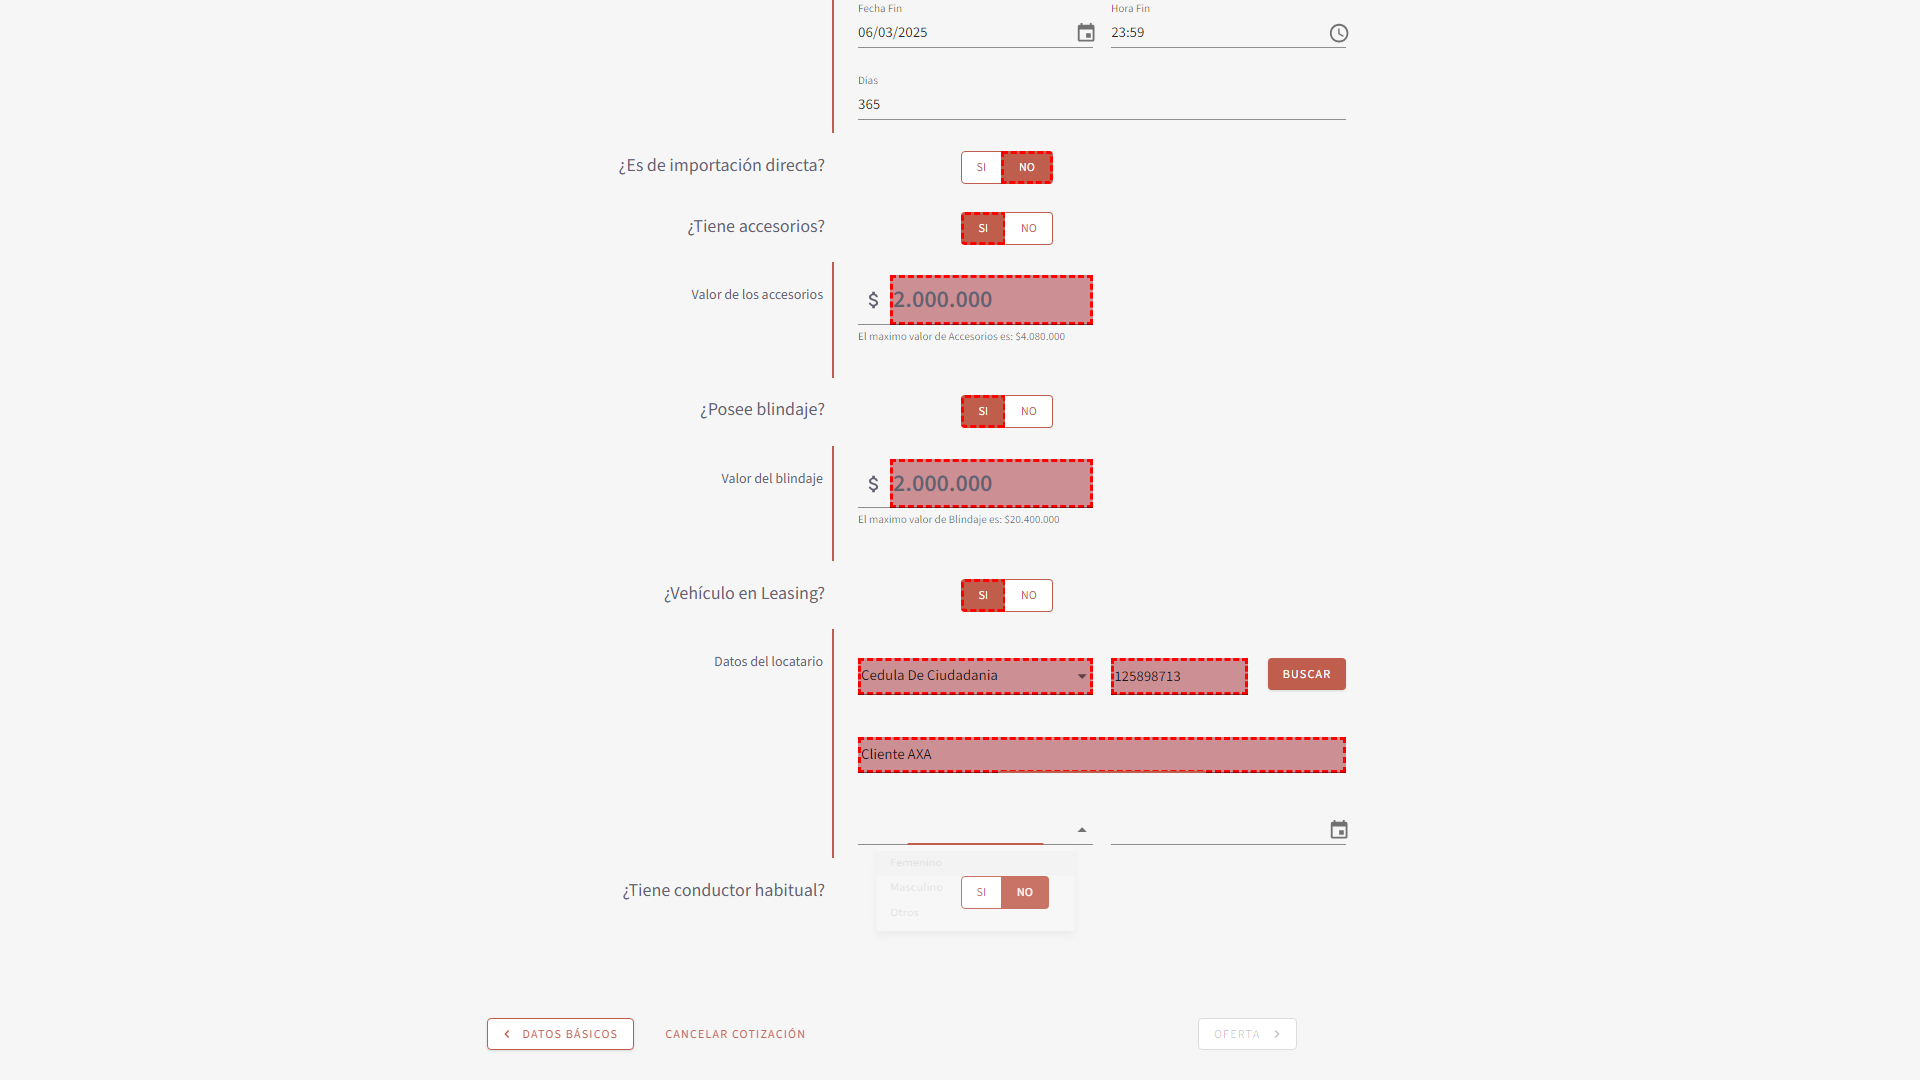 Fecha Fin
Hora Fin
06/03/2025
23:59
Días
365
¿Es de importación directa?
SI
NO
¿Tiene accesorios?
SI
NO
Valor de los accesorios
$ 2.000.000
El maximo valor de Accesorios es: $4.080.000
¿Posee blindaje?
SI
NO
Valor del blindaje
$ 2.000.000
El maximo valor de Blindaje es: $20.400.000
¿Vehículo en Leasing?
SI
NO
Datos del locatario
Cedula De Ciudadania
125898713
BUSCAR
Cliente AXA
Femenino
Masculino
Otros
¿Tiene conductor habitual?
SI
NO
DATOS BÁSICOS
CANCELAR COTIZACIÓN
OFERTA